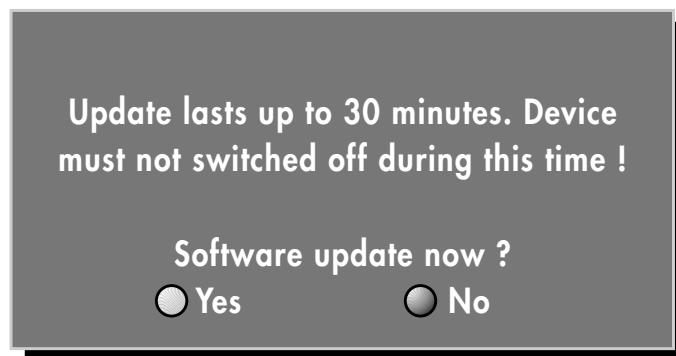 Update lasts up to 30 minutes. Device
must not switched off during this time !
Software update now ?
Yes No